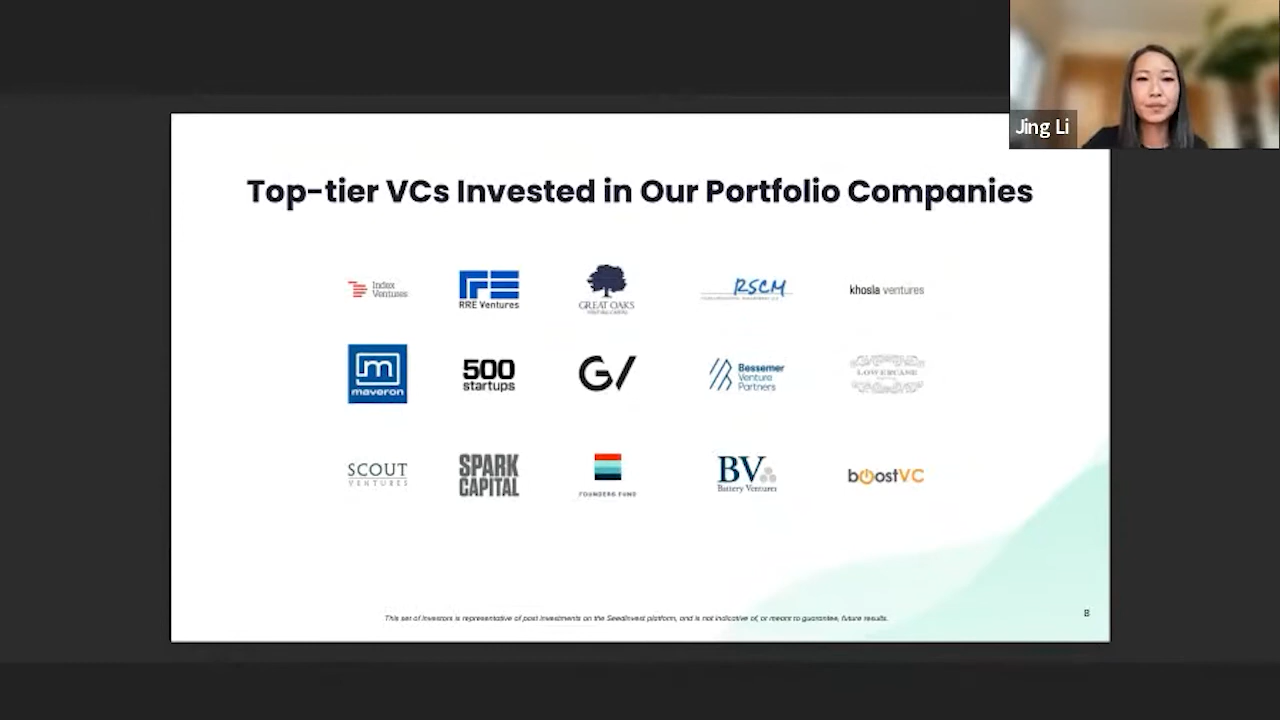 Jing Li
Top-tier VCs Invested in Our Portfolio Companies
Index
Ventures
RRE Ventures
GREAT OAKS
RSCM
khosla ventures
maveron
500
startups
GV
Bessemer
Venture
Partners
LOWERCASE
SCOUT
VENTURES
SPARK
CAPITAL
FOUNDERS FUND
BV
Battery Ventures
boostVC
This set of investors is representative of past investments on the SeedInvest platform, and is not indicative of, or meant to guarantee, future results.
8